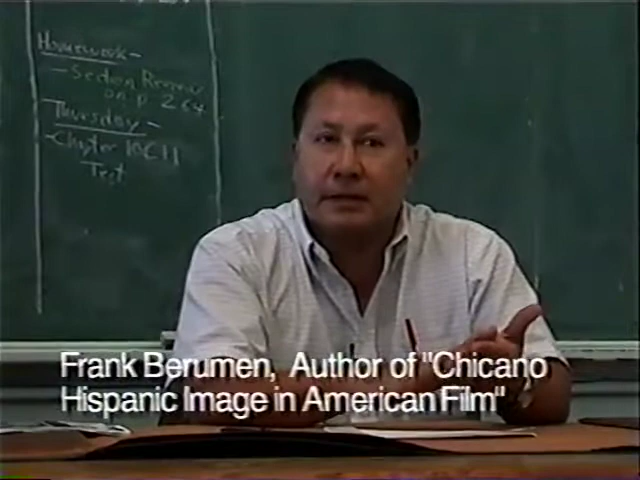 Homework -
- Section Review
on p 264
Thursday -
- Chapter 10 & 11
Test
Frank Berumen, Author of "Chicano
Hispanic Image in American Film"